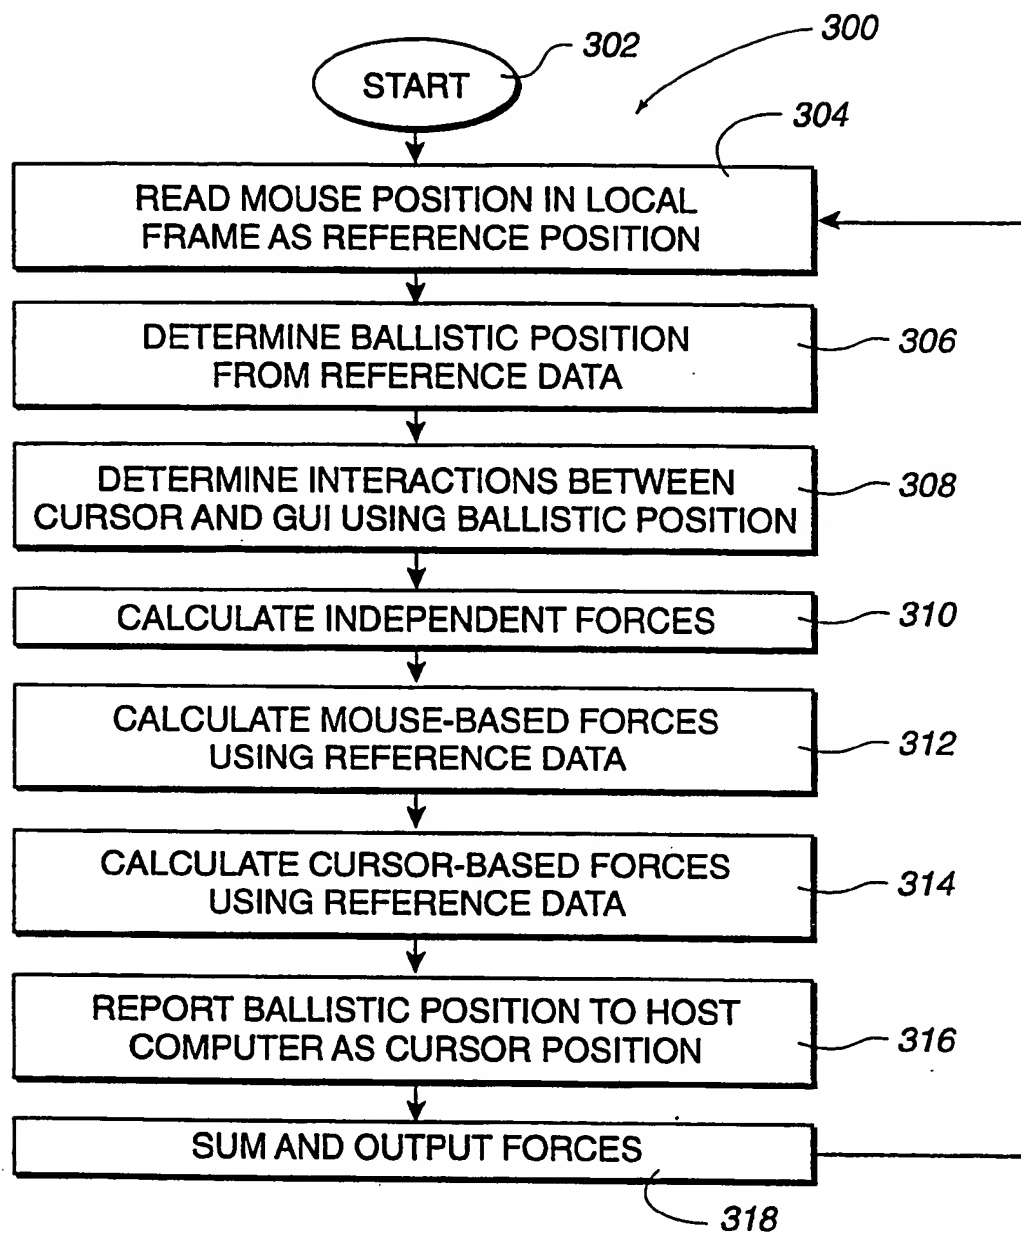 300
302
START
304
READ MOUSE POSITION IN LOCAL
FRAME AS REFERENCE POSITION
DETERMINE BALLISTIC POSITION
FROM REFERENCE DATA
306
DETERMINE INTERACTIONS BETWEEN
CURSOR AND GUI USING BALLISTIC POSITION
308
CALCULATE INDEPENDENT FORCES
310
CALCULATE MOUSE-BASED FORCES
USING REFERENCE DATA
312
CALCULATE CURSOR-BASED FORCES
USING REFERENCE DATA
314
REPORT BALLISTIC POSITION TO HOST
COMPUTER AS CURSOR POSITION
316
SUM AND OUTPUT FORCES
318